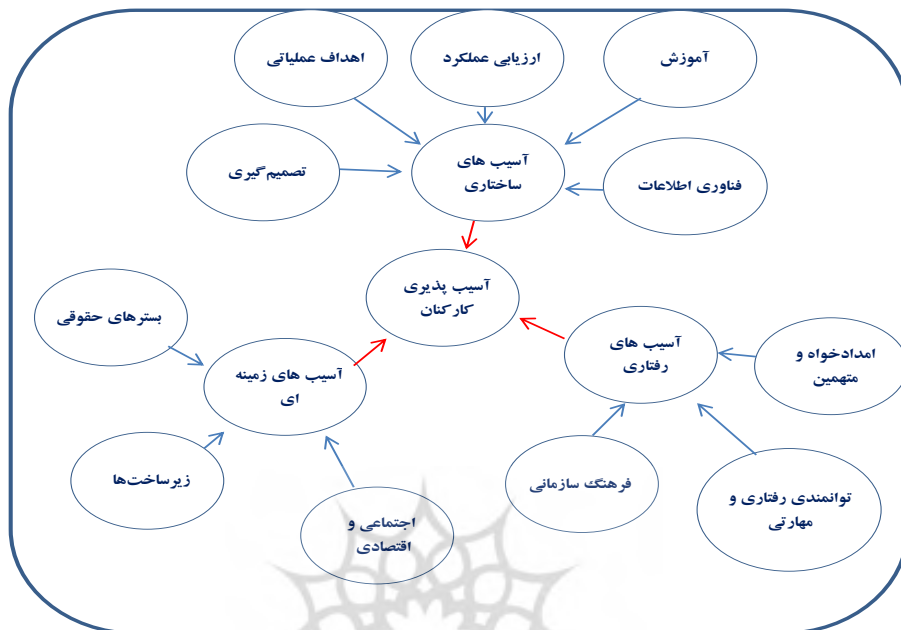 آموزش
ارزیابی عملکرد
اهداف عملیاتی
آسیب های
ساختاری
تصمیم‌گیری
فناوری اطلاعات
آسیب پذیری
کارکنان
بسترهای حقوقی
آسیب های
رفتاری
امدادخواه و
متهمین
آسیب های زمینه
ای
زیرساخت‌ها
فرهنگ سازمانی
توانمندی رفتاری و
مهارتی
اجتماعی و
اقتصادی